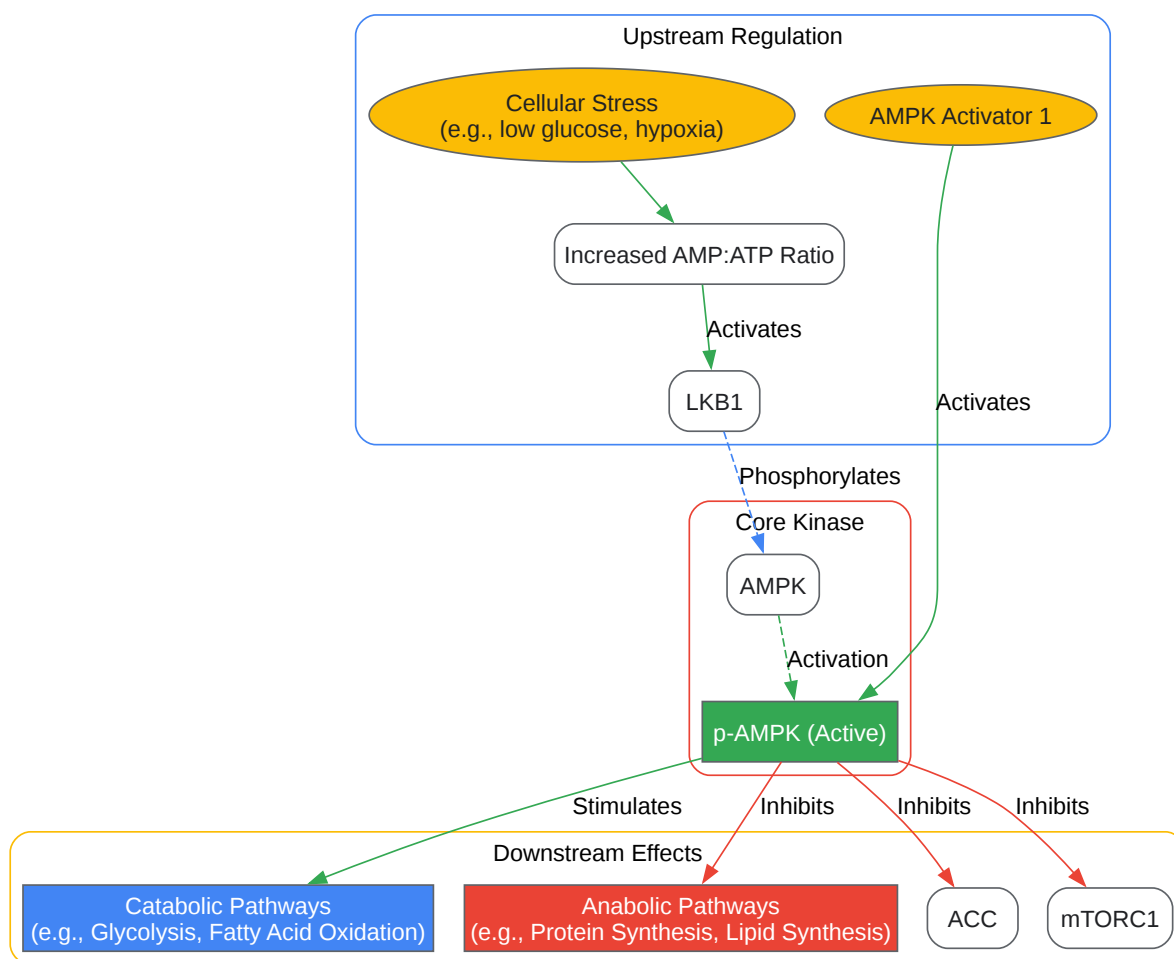 Upstream Regulation
Cellular Stress
(e.g., low glucose, hypoxia)
AMPK Activator 1
Increased AMP:ATP Ratio
Activates
LKB1
Activates
Phosphorylates
Core Kinase
AMPK
Activation
p-AMPK (Active)
Stimulates
Inhibits
Inhibits
Inhibits
Downstream Effects
Catabolic Pathways
(e.g., Glycolysis, Fatty Acid Oxidation)
Anabolic Pathways
(e.g., Protein Synthesis, Lipid Synthesis)
ACC
mTORC1